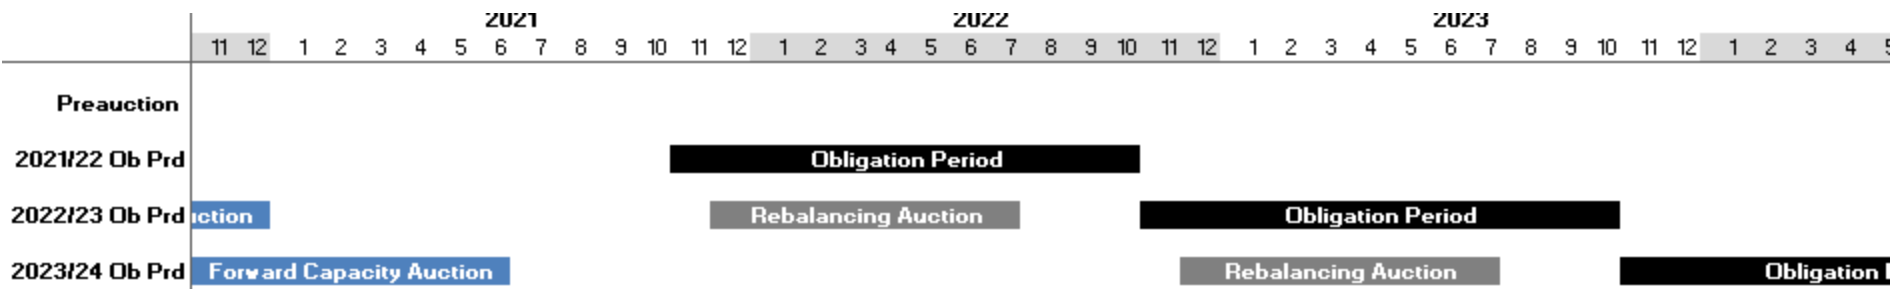 2021 2022 2023
11 12 1 2 3 4 5 6 7 8 9 10 11 12 1 2 3 4 5 6 7 8 9 10 11 12 1 2 3 4 5 6 7 8 9 10 11 12 1 2 3 4 5
Preauction
2021/22 Ob Prd Obligation Period
2022/23 Ob Prd ction Rebalancing Auction Obligation Period
2023/24 Ob Prd Forward Capacity Auction Rebalancing Auction Obligation